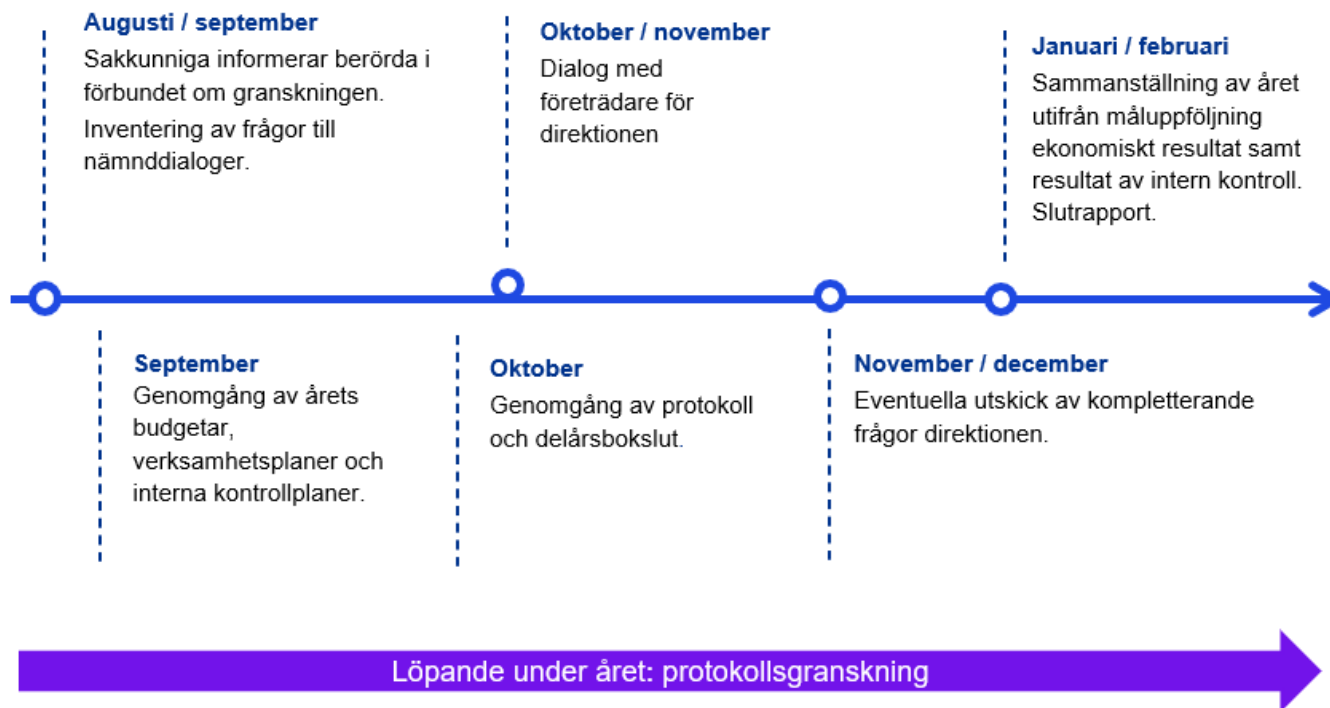 Augusti / september
Sakkunniga informerar berörda i
förbundet om granskningen.
Inventering av frågor till
nämnddialoger.
Oktober / november
Dialog med
företrädare för
direktionen
Januari / februari
Sammanställning av året
utifrån måluppföljning
ekonomiskt resultat samt
resultat av intern kontroll.
Slutrapport.
September
Genomgång av årets
budgetar,
verksamhetsplaner och
interna kontrollplaner.
Oktober
Genomgång av protokoll
och delårsbokslut.
November / december
Eventuella utskick av kompletterande
frågor direktionen.
Löpande under året: protokollsgranskning